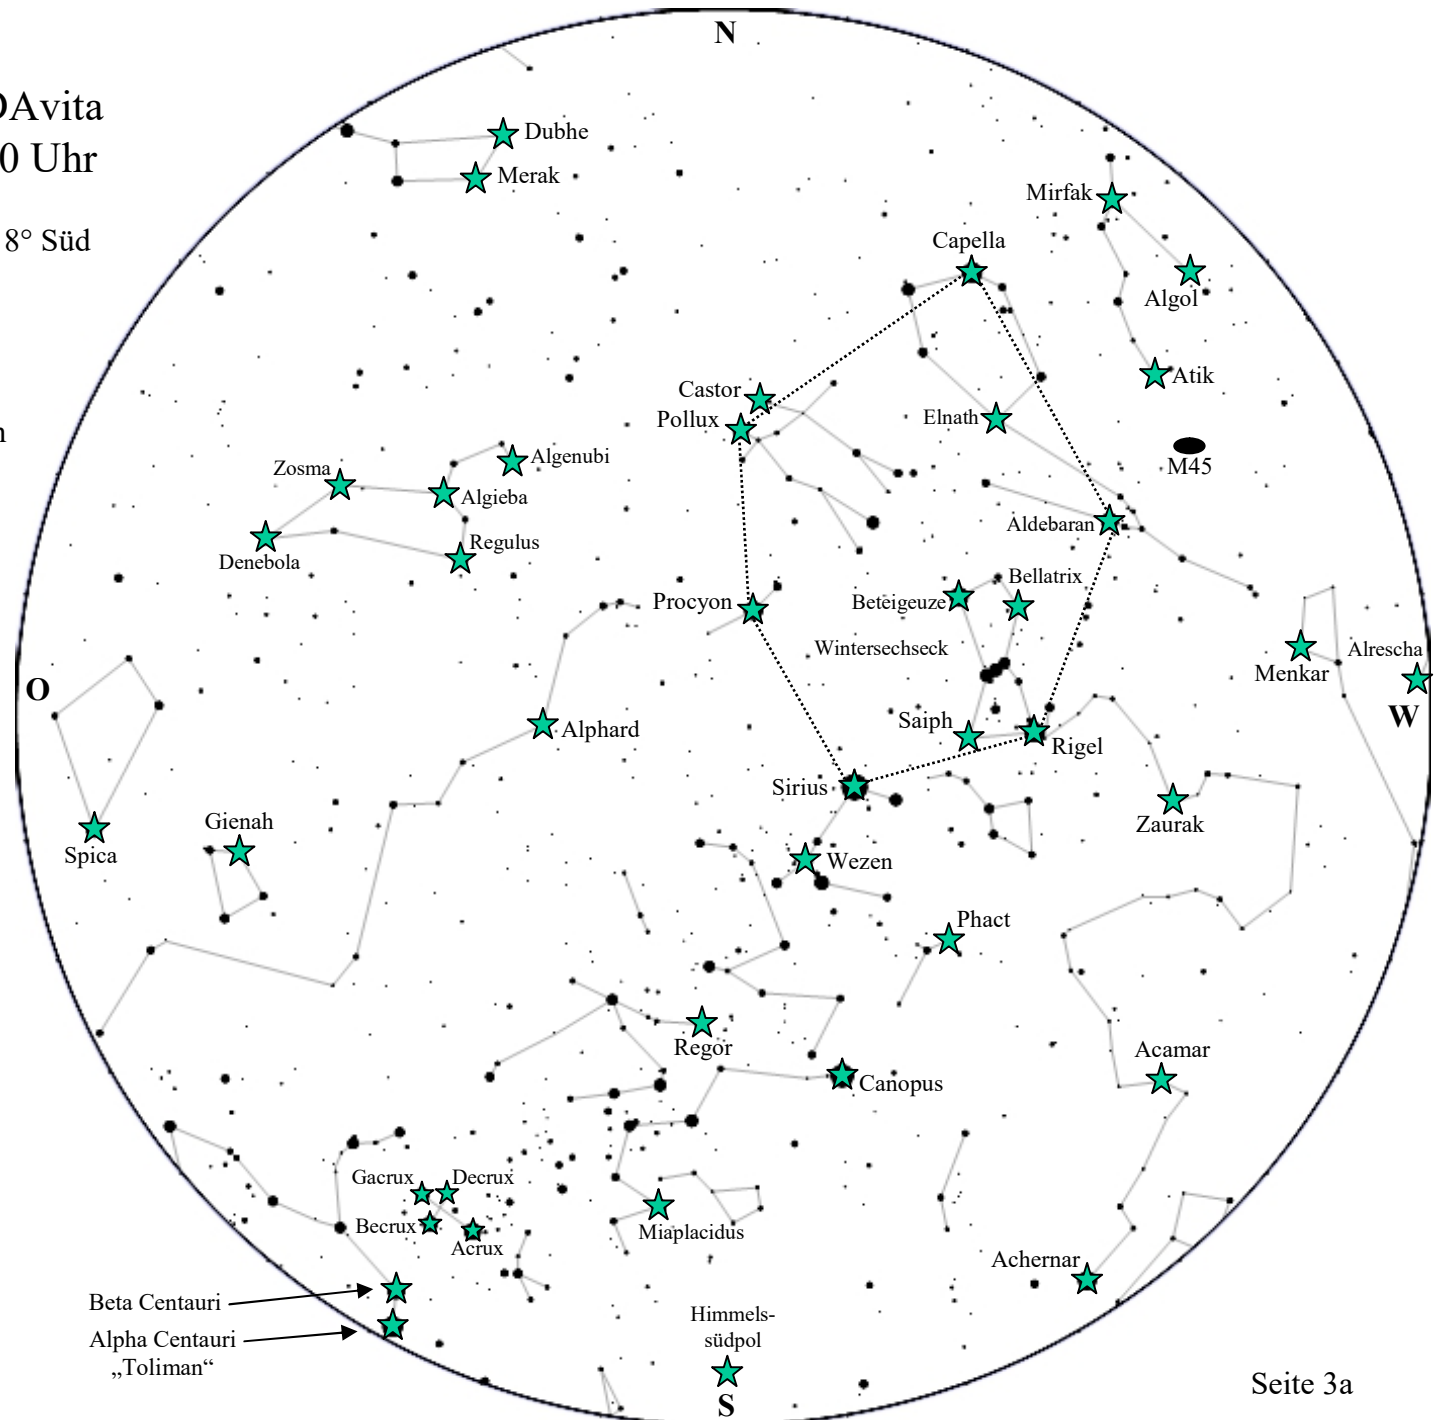 N
DAvita
0 Uhr
8° Süd
n
Dubhe
Merak
Mirfak
Capella
Algol
Atik
Castor
Pollux
Elnath
M45
Algenubi
Zosma
Algieba
Aldebaran
Regulus
Denebola
Bellatrix
Procyon
Beteigeuze
Wintersechseck
Alrescha
Menkar
O
W
Saiph
Alphard
Rigel
Sirius
Gienah
Zaurak
Spica
Wezen
Phact
Regor
Acamar
Canopus
Gacrux
Decrux
Becrux
Acrux
Miaplacidus
Achernar
Beta Centauri
Alpha Centauri
„Toliman“
Himmels-
südpol
S
Seite 3a